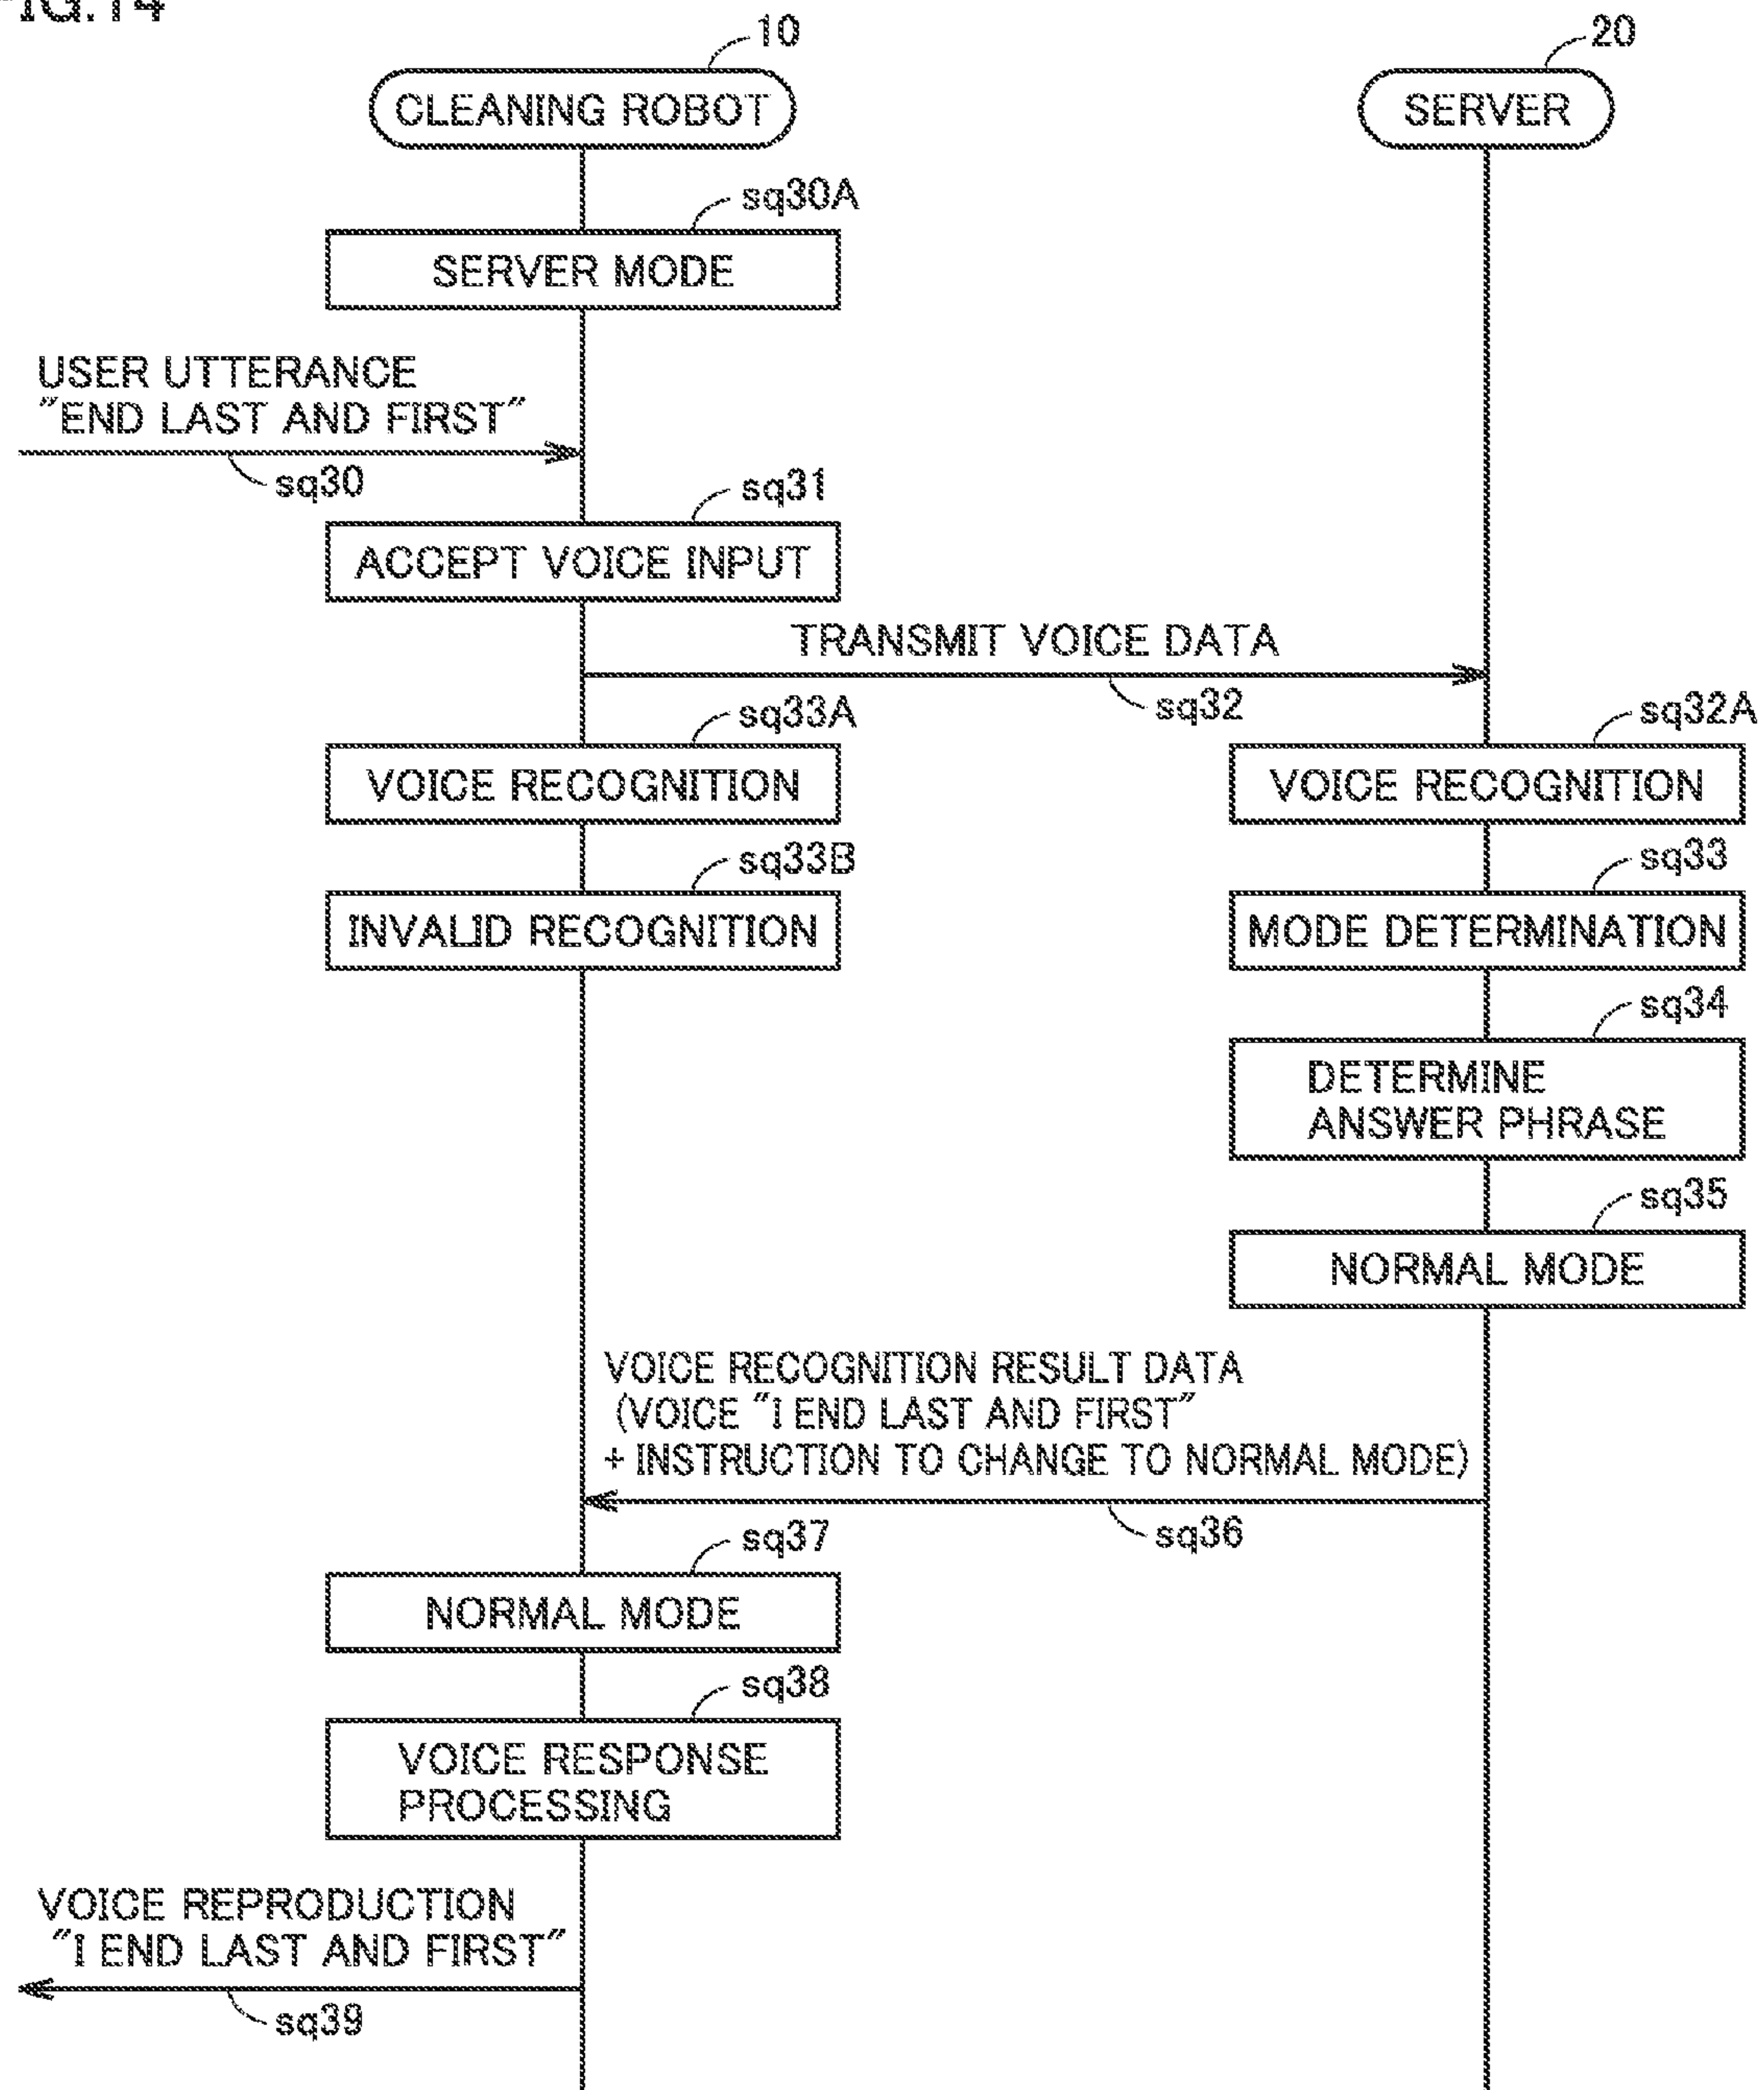 FIG.14
10
20
CLEANING ROBOT
SERVER
sq30A
SERVER MODE
USER UTTERANCE
"END LAST AND FIRST"
sq30
sq31
ACCEPT VOICE INPUT
TRANSMIT VOICE DATA
sq32
sq33A
sq32A
VOICE RECOGNITION
VOICE RECOGNITION
sq33B
sq33
INVALID RECOGNITION
MODE DETERMINATION
sq34
DETERMINE
ANSWER PHRASE
sq35
NORMAL MODE
VOICE RECOGNITION RESULT DATA
(VOICE "I END LAST AND FIRST"
+ INSTRUCTION TO CHANGE TO NORMAL MODE)
sq36
sq37
NORMAL MODE
sq38
VOICE RESPONSE
PROCESSING
VOICE REPRODUCTION
"I END LAST AND FIRST"
sq39